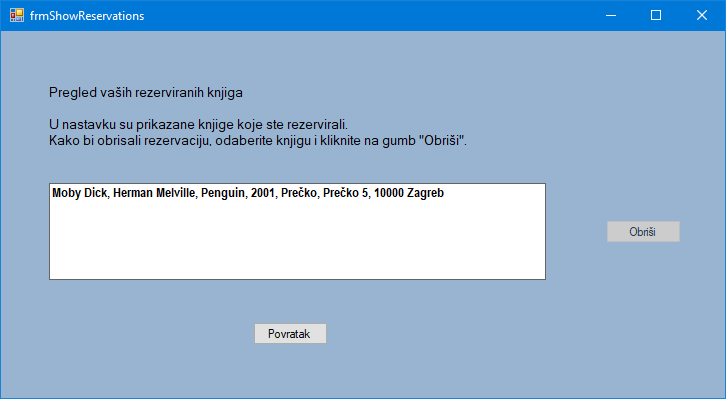 frmShowReservations
Pregled vaših rezerviranih knjiga
U nastavku su prikazane knjige koje ste rezervirali.
Kako bi obrisali rezervaciju, odaberite knjigu i kliknite na gumb "Obriši".
Moby Dick, Herman Melville, Penguin, 2001, Prečko, Prečko 5, 10000 Zagreb
Obriši
Povratak